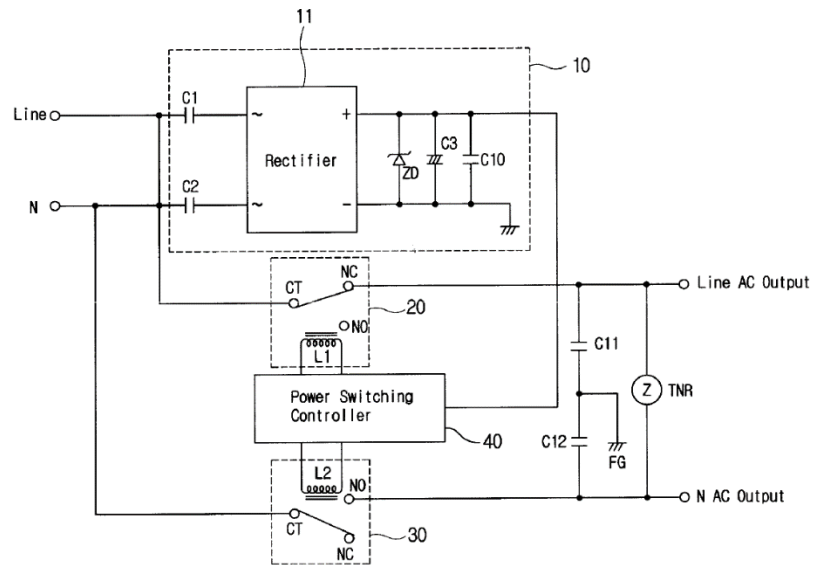 11
10
C1
Line
~
+
Rectifier
ZD
C3
C10
C2
N
~
−
NC
CT
Line AC Output
20
NO
L1
C11
Power Switching
Controller
Z
TNR
40
C12
FG
L2
NO
N AC Output
CT
30
NC